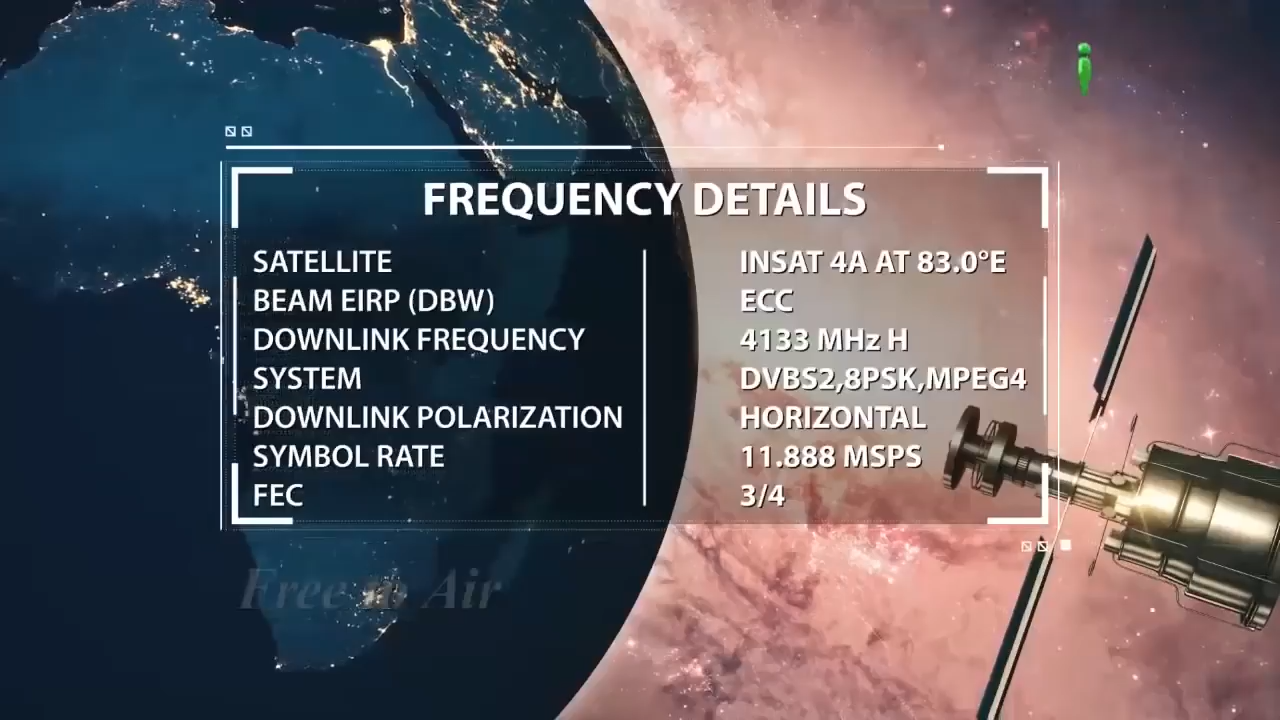 FREQUENCY DETAILS
SATELLITE INSAT 4A AT 83.0°E
BEAM EIRP (DBW) ECC
DOWNLINK FREQUENCY 4133 MHz H
SYSTEM DVBS2,8PSK,MPEG4
DOWNLINK POLARIZATION HORIZONTAL
SYMBOL RATE 11.888 MSPS
FEC 3/4
Free to Air